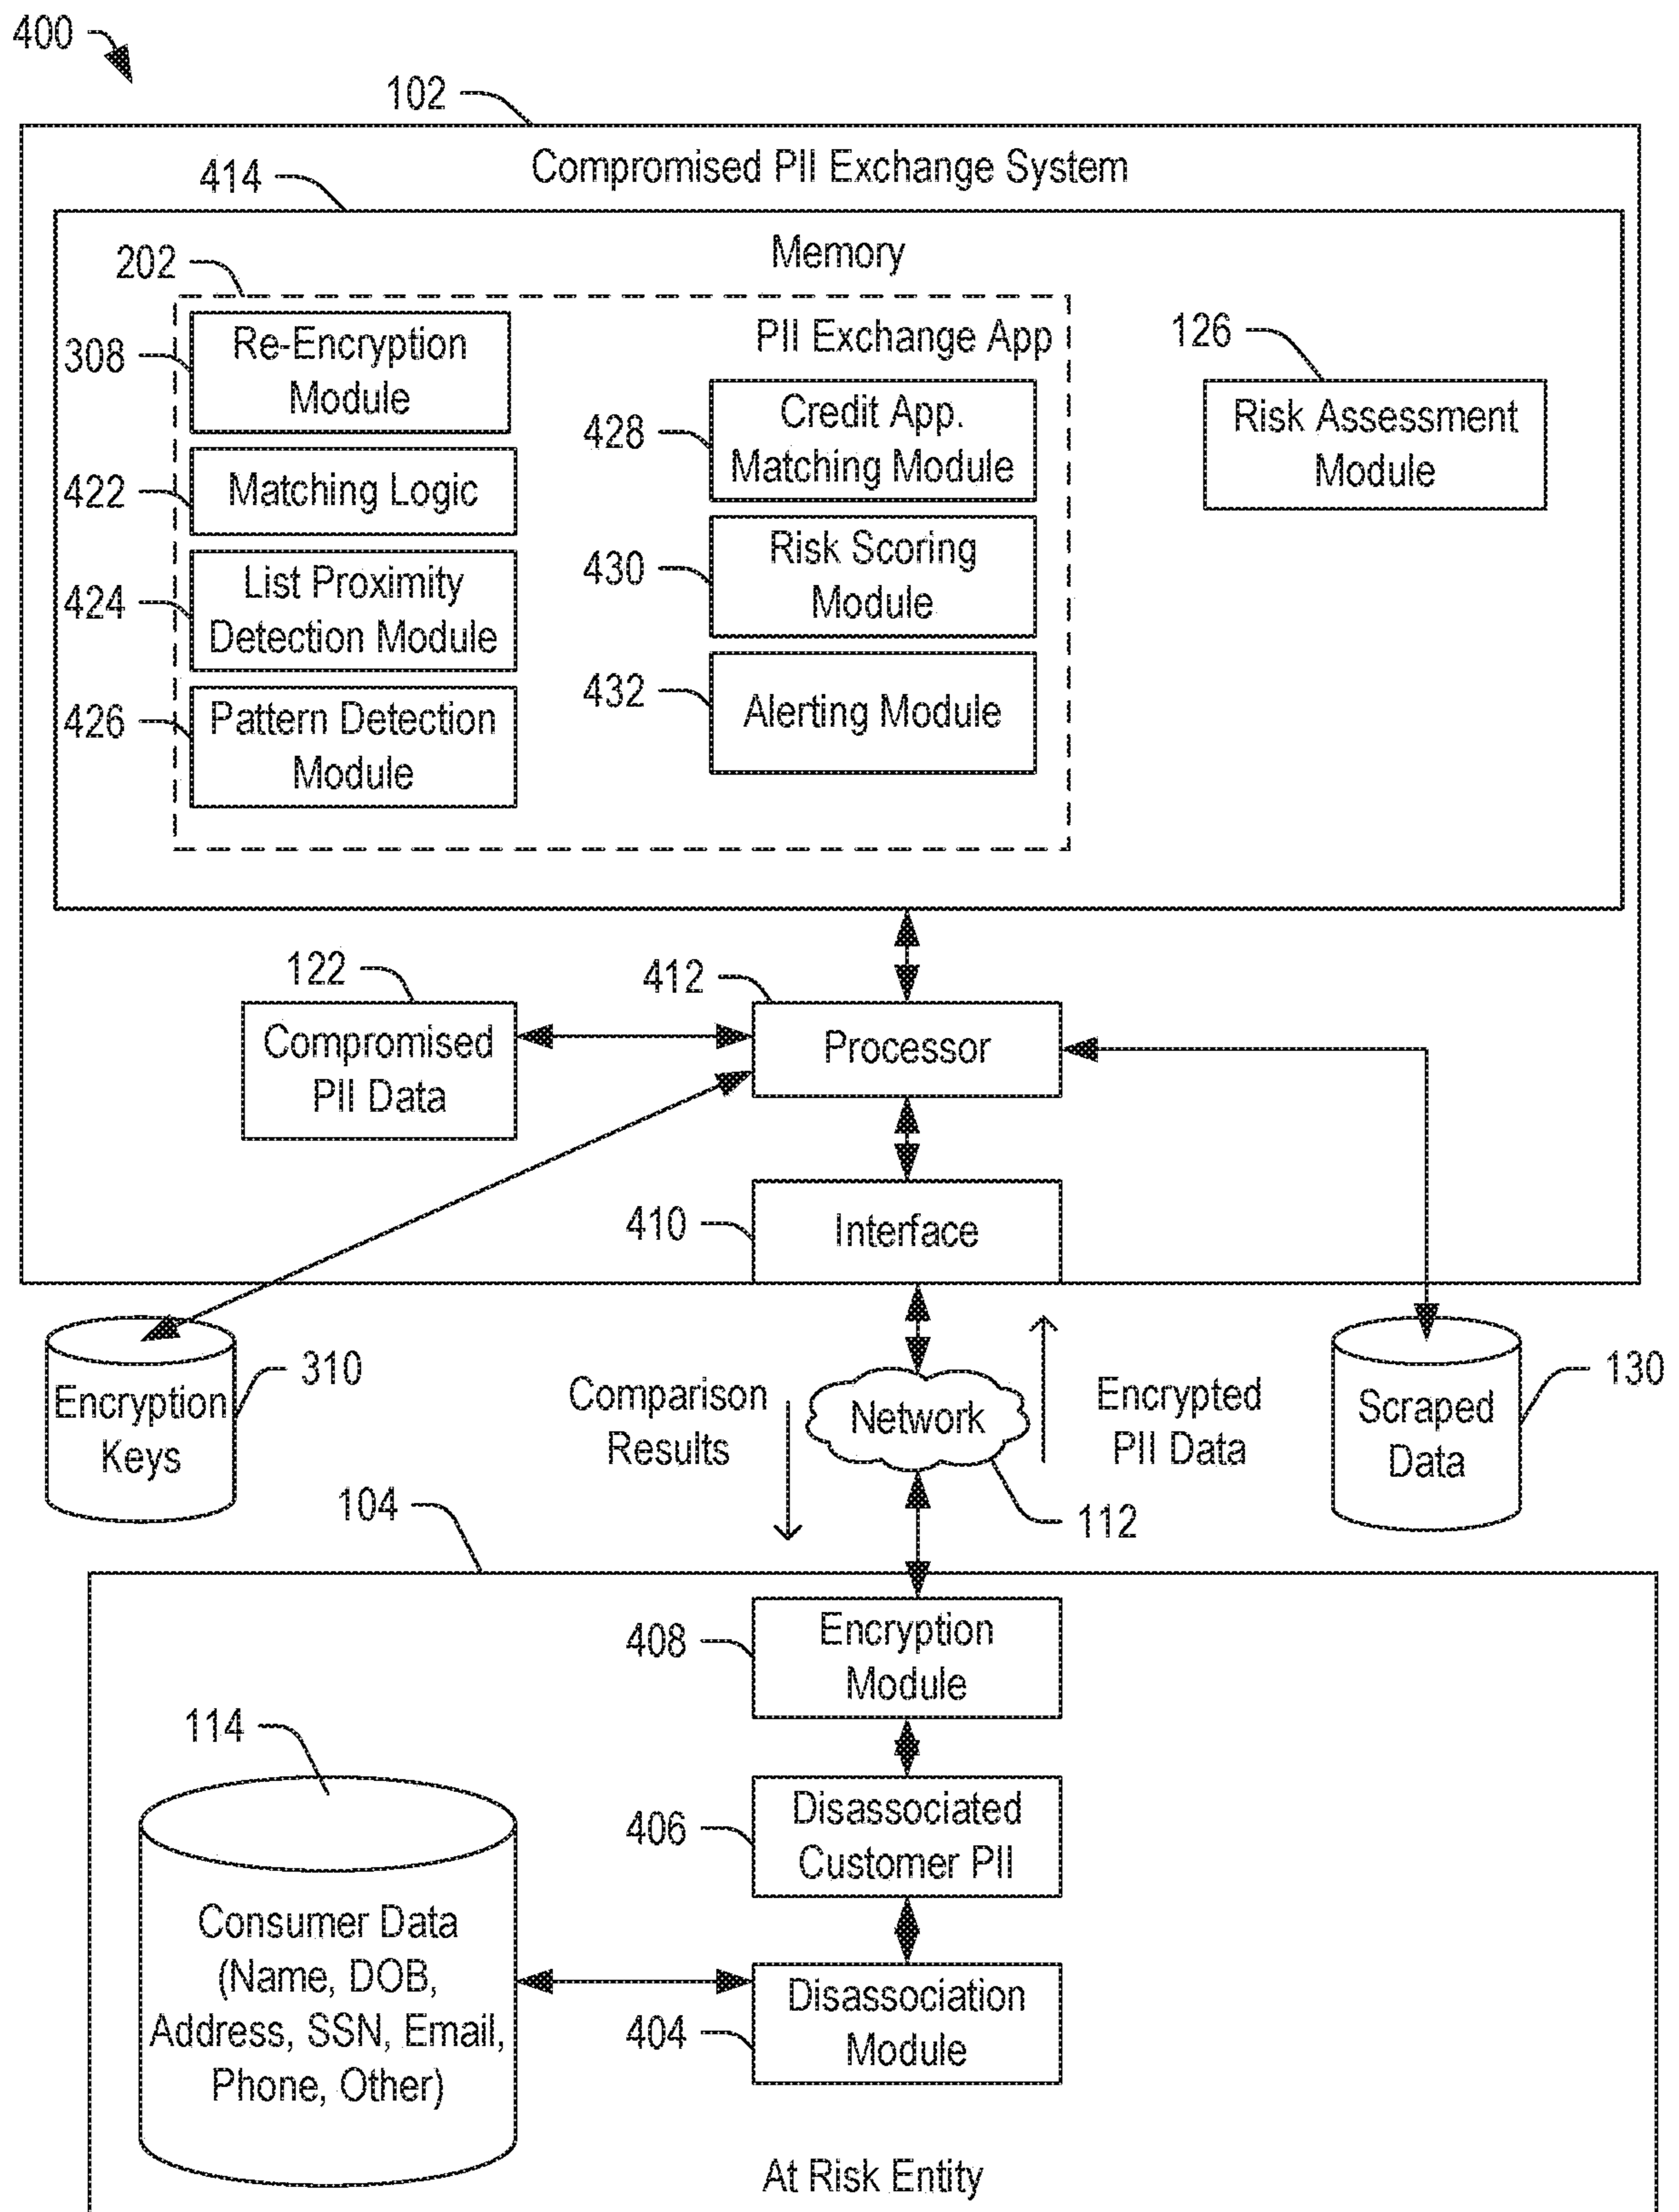 400
102
Compromised PII Exchange System
414
Memory
202
PII Exchange App
308
Re-Encryption
Module
126
Risk Assessment
Module
428
Credit App.
Matching Module
422
Matching Logic
430
Risk Scoring
Module
424
List Proximity
Detection Module
432
Alerting Module
426
Pattern Detection
Module
122
Compromised
PII Data
412
Processor
410
Interface
310
Encryption
Keys
Comparison
Results
Network
112
Encrypted
PII Data
130
Scraped
Data
104
408
Encryption
Module
114
Consumer Data
(Name, DOB,
Address, SSN, Email,
Phone, Other)
406
Disassociated
Customer PII
404
Disassociation
Module
At Risk Entity